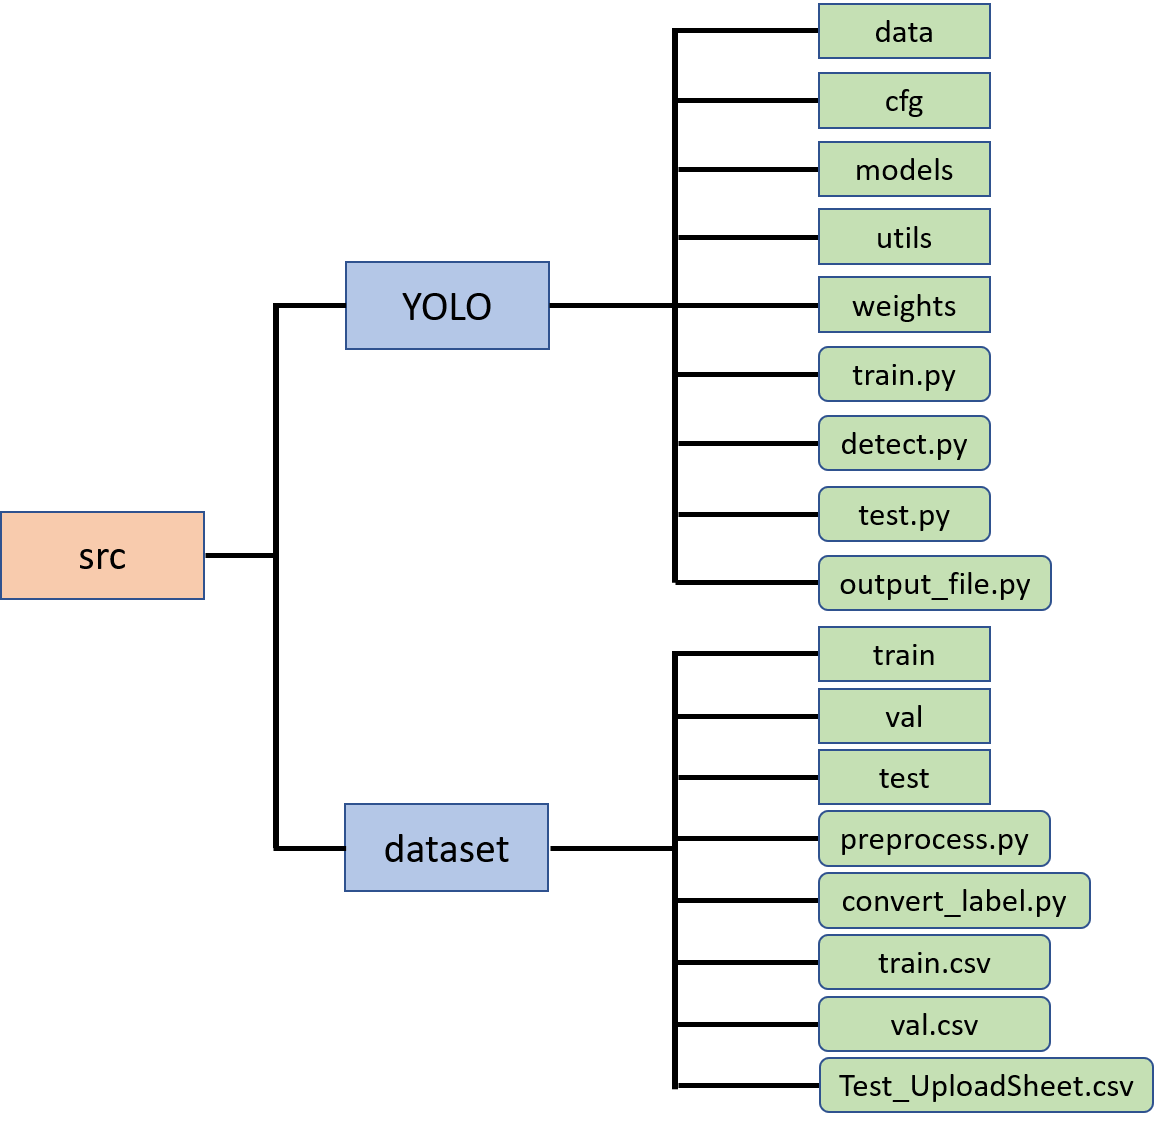 src
YOLO
data
cfg
models
utils
weights
train.py
detect.py
test.py
output_file.py
dataset
train
val
test
preprocess.py
convert_label.py
train.csv
val.csv
Test_UploadSheet.csv